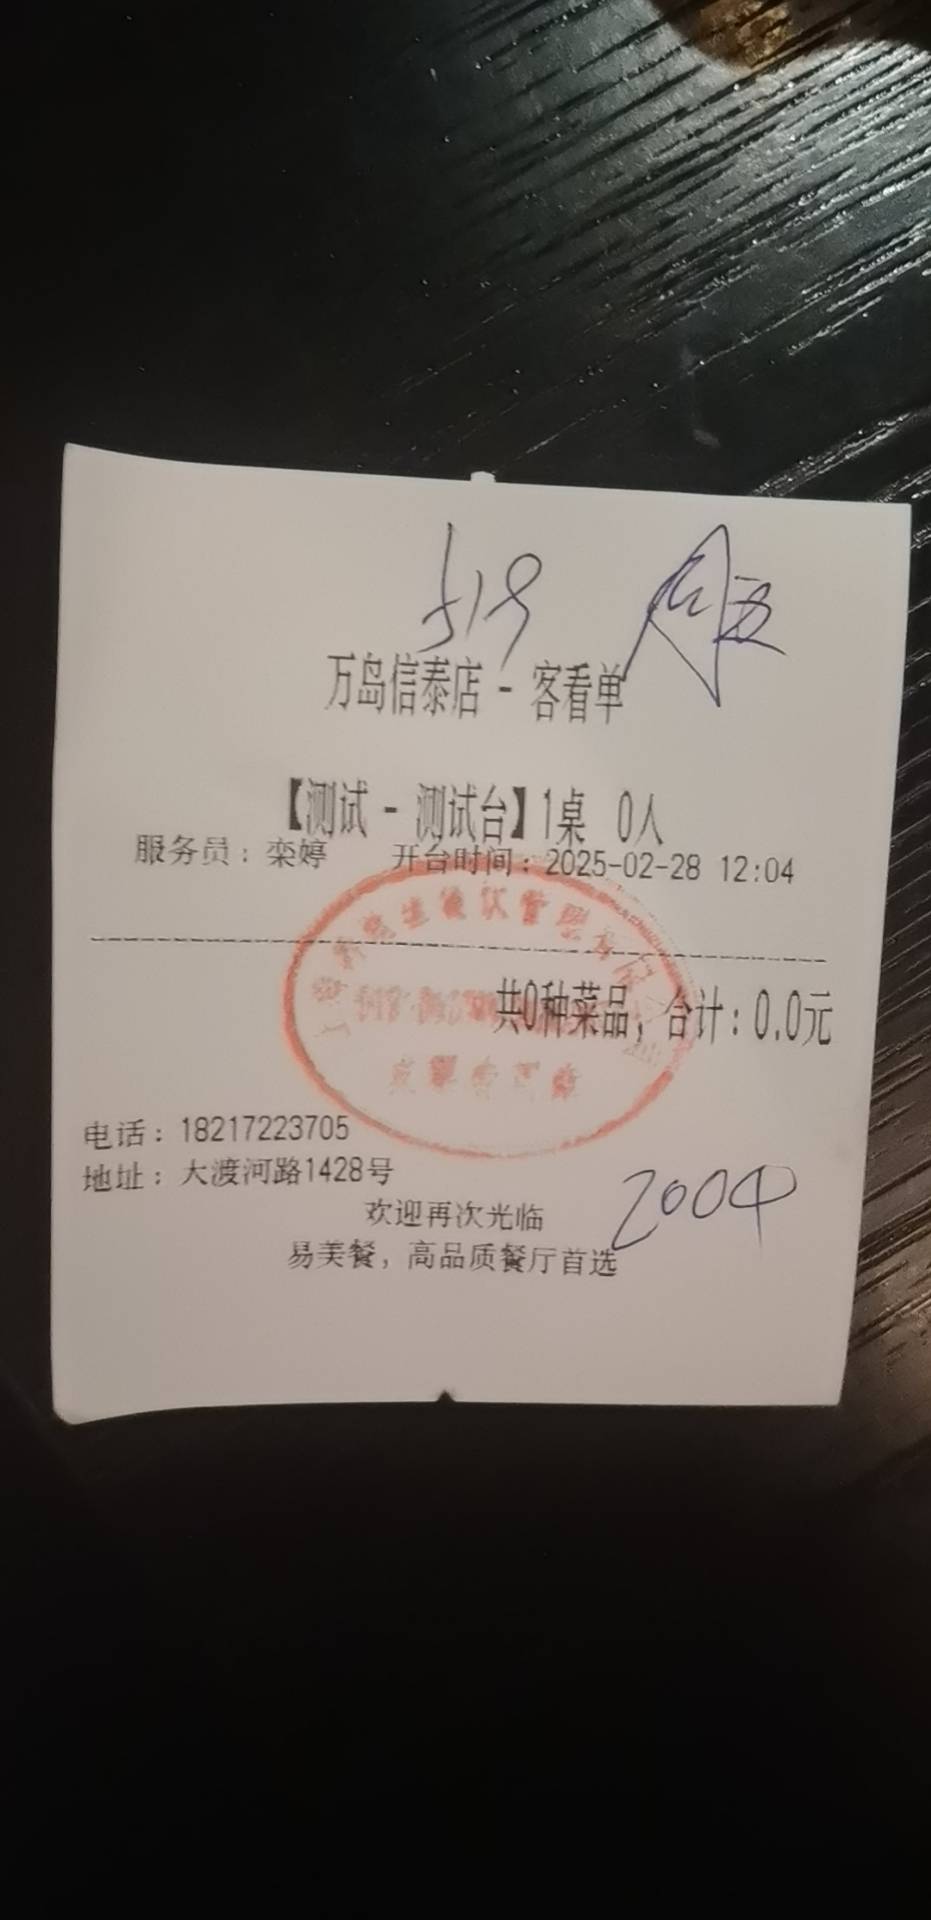 519 周五
万岛信泰店 - 客看单
【测试 - 测试台】1桌 0人
服务员：栾婷 开台时间：2025-02-28 12:04
共0种菜品，合计：0.0元
电话：18217223705
地址：大渡河路1428号
2004
欢迎再次光临
易美餐，高品质餐厅首选